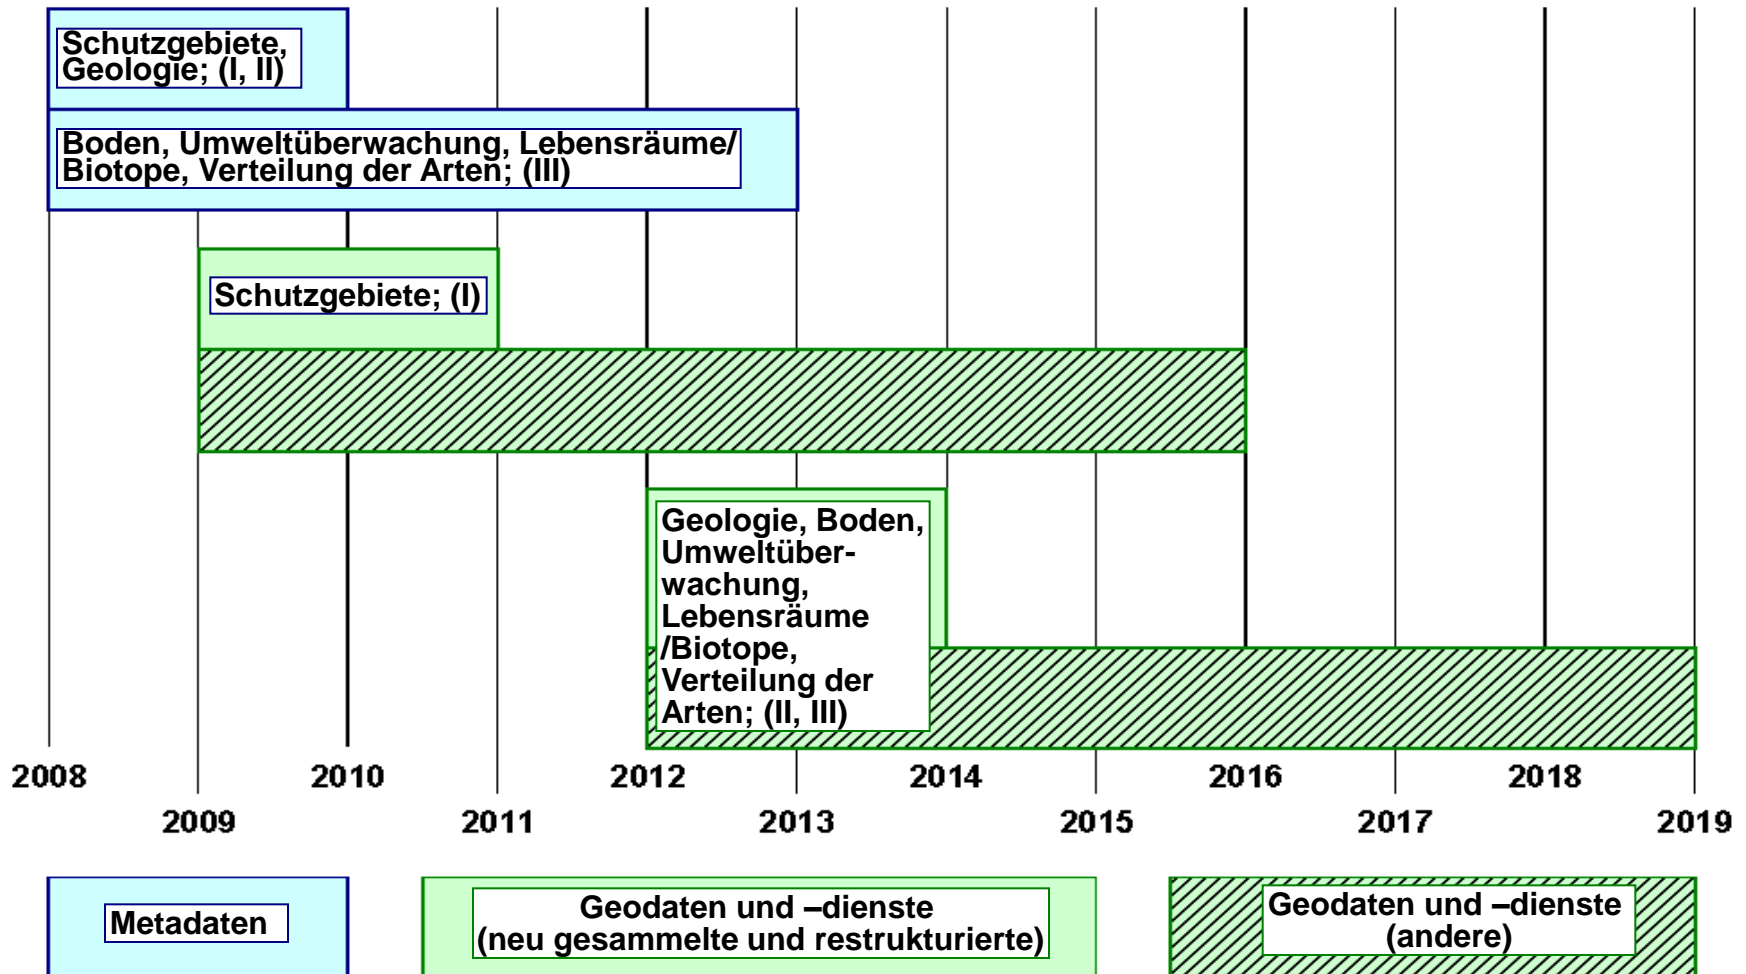 Schutzgebiete,
Geologie; (I, II)
Boden, Umweltüberwachung, Lebensräume/
Biotope, Verteilung der Arten; (III)
Schutzgebiete; (I)
Geologie, Boden,
Umweltüber-
wachung,
Lebensräume
/Biotope,
Verteilung der
Arten; (II, III)
2008 2010 2012 2014 2016 2018
2009 2011 2013 2015 2017 2019
Metadaten
Geodaten und –dienste
(neu gesammelte und restrukturierte)
Geodaten und –dienste
(andere)